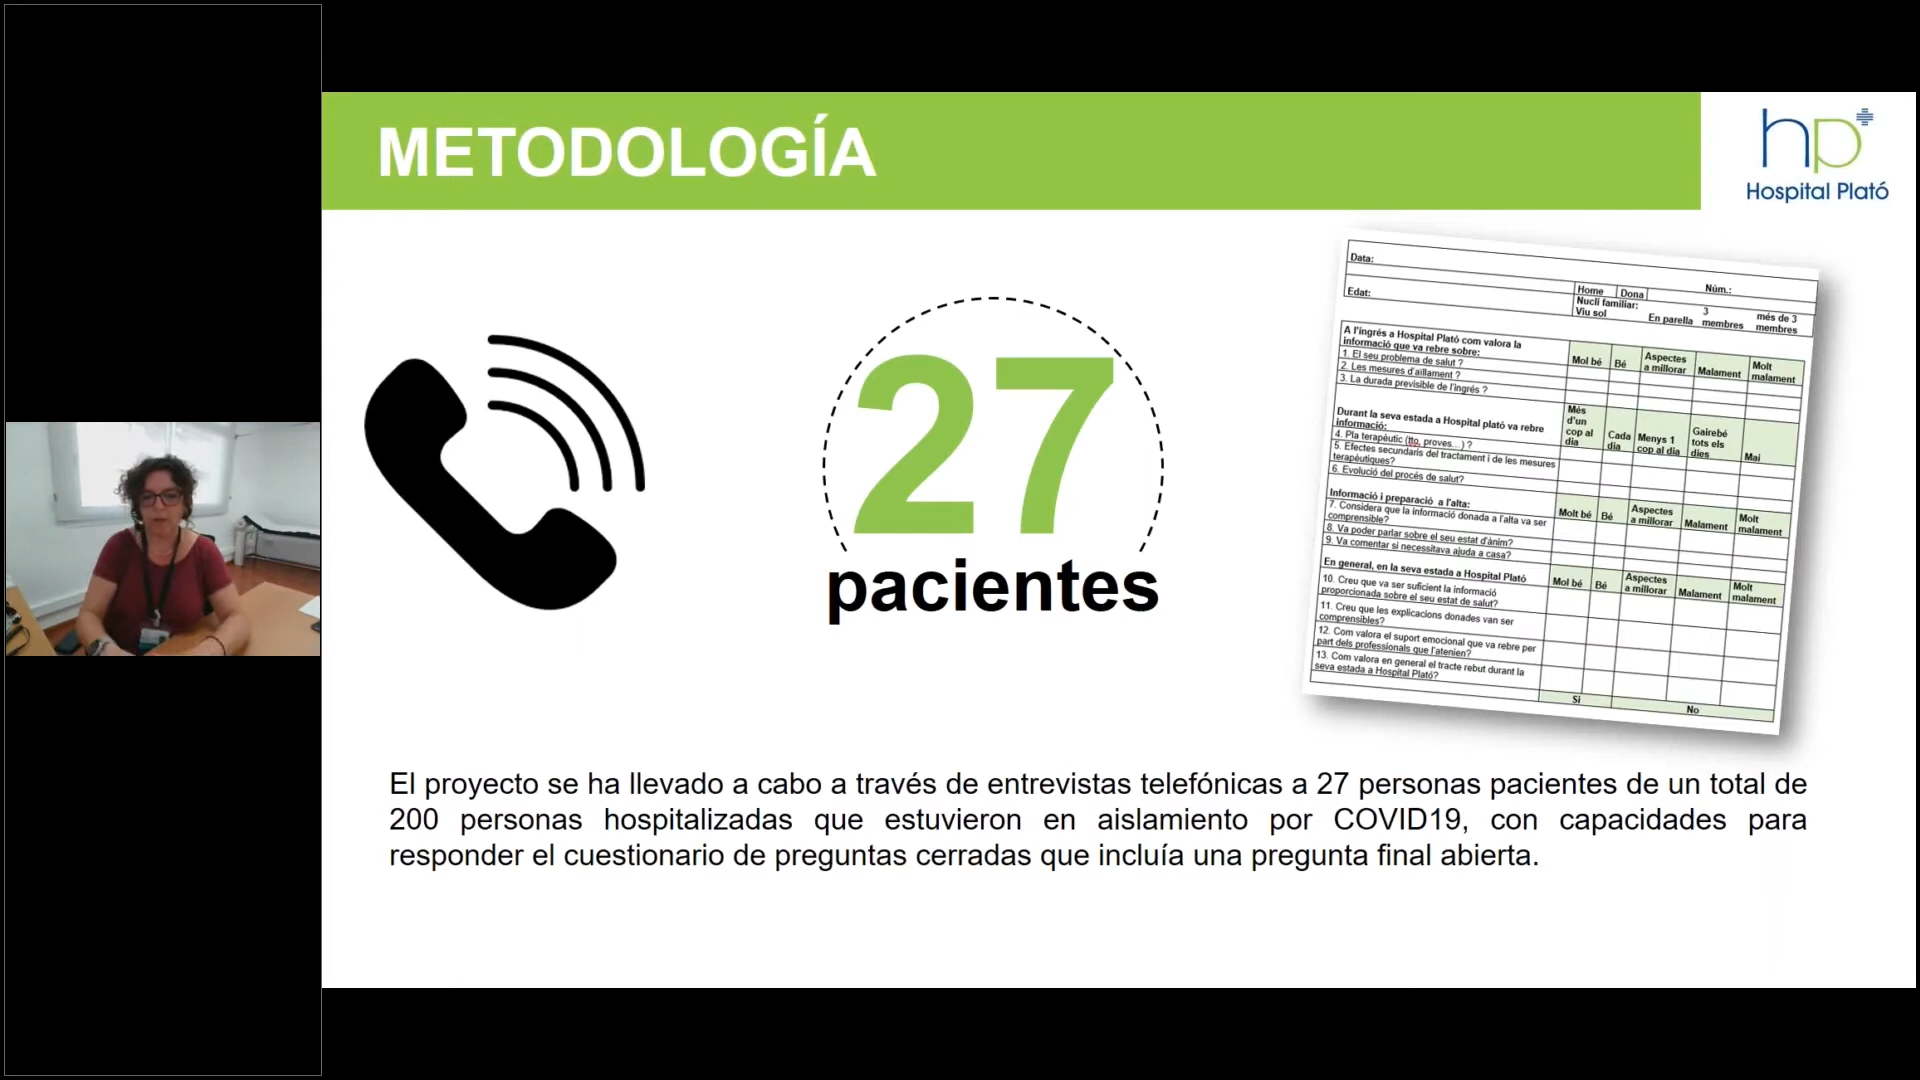 METODOLOGÍA
hp
Hospital Plató
27
pacientes
Data:
Núm.:
Edat:
Home
Dona
Nucli familiar:
Viu sol
En parella
3 membres
més de 3 membres
A l'ingrés a Hospital Plató com valora la
informació que va rebre sobre:
Mol bé
Bé
Aspectes a millorar
Malament
Molt malament
1. El seu problema de salut ?
2. Les mesures d'aïllament ?
3. La durada previsible de l'ingrés ?
Durant la seva estada a Hospital plató va rebre
informació:
Més d'un cop al dia
Cada dia
Menys 1 cop al dia
Gairebé tots els dies
Mai
4. Pla terapèutic (tto, proves...) ?
5. Efectes secundaris del tractament i de les mesures
terapèutiques?
6. Evolució del procés de salut?
Informació i preparació a l'alta:
Molt bé
Bé
Aspectes a millorar
Malament
Molt malament
7. Considera que la informació donada a l'alta va ser
comprensible?
8. Va poder parlar sobre el seu estat d'ànim?
9. Va comentar si necessitava ajuda a casa?
En general, en la seva estada a Hospital Plató
Mol bé
Bé
Aspectes a millorar
Malament
Molt malament
10. Creu que va ser suficient la informació
proporcionada sobre el seu estat de salut?
11. Creu que les explicacions donades van ser
comprensibles?
12. Com valora el suport emocional que va rebre per
part dels professionals que l'atenien?
13. Com valora en general el tracte rebut durant la
seva estada a Hospital Plató?
Si
No
El proyecto se ha llevado a cabo a través de entrevistas telefónicas a 27 personas pacientes de un total de
200 personas hospitalizadas que estuvieron en aislamiento por COVID19, con capacidades para
responder el cuestionario de preguntas cerradas que incluía una pregunta final abierta.